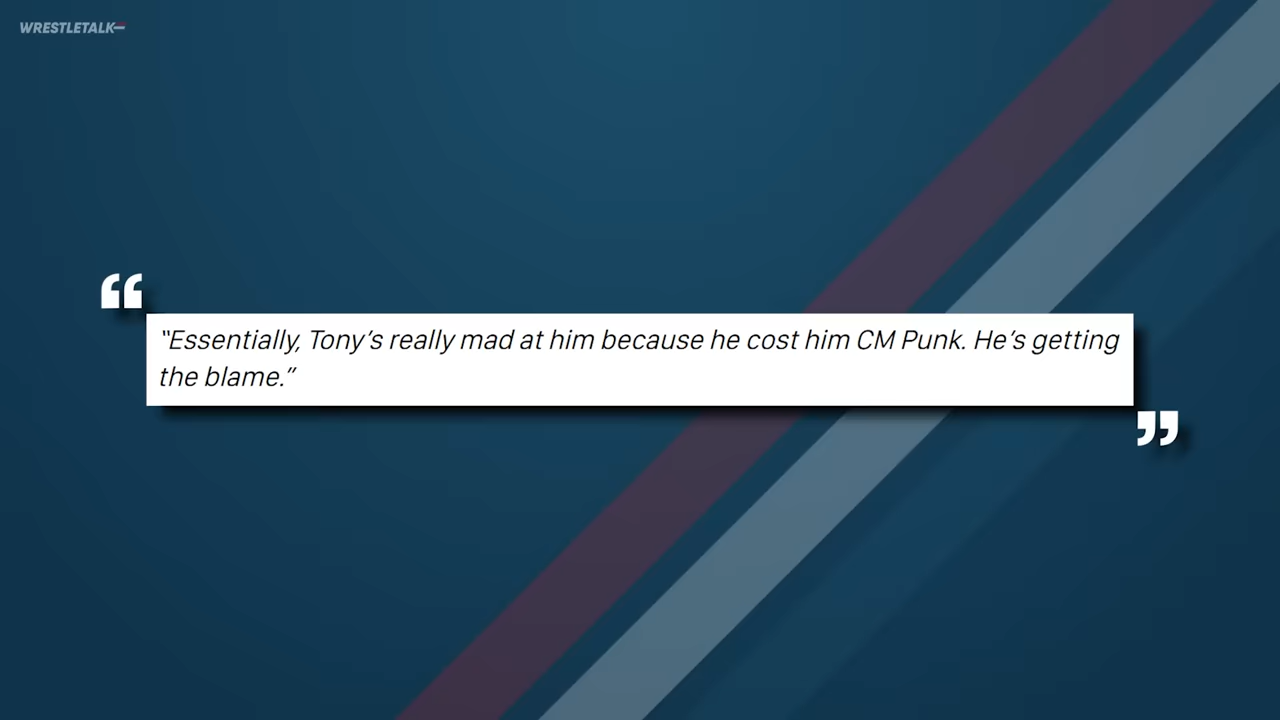 WRESTLETALK
“
“Essentially, Tony’s really mad at him because he cost him CM Punk. He’s getting
the blame.”
”